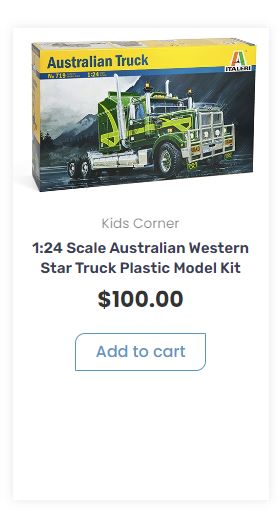 Australian Truck
No 719 1:24
ITALERI
Kids Corner
1:24 Scale Australian Western
Star Truck Plastic Model Kit
$100.00
Add to cart